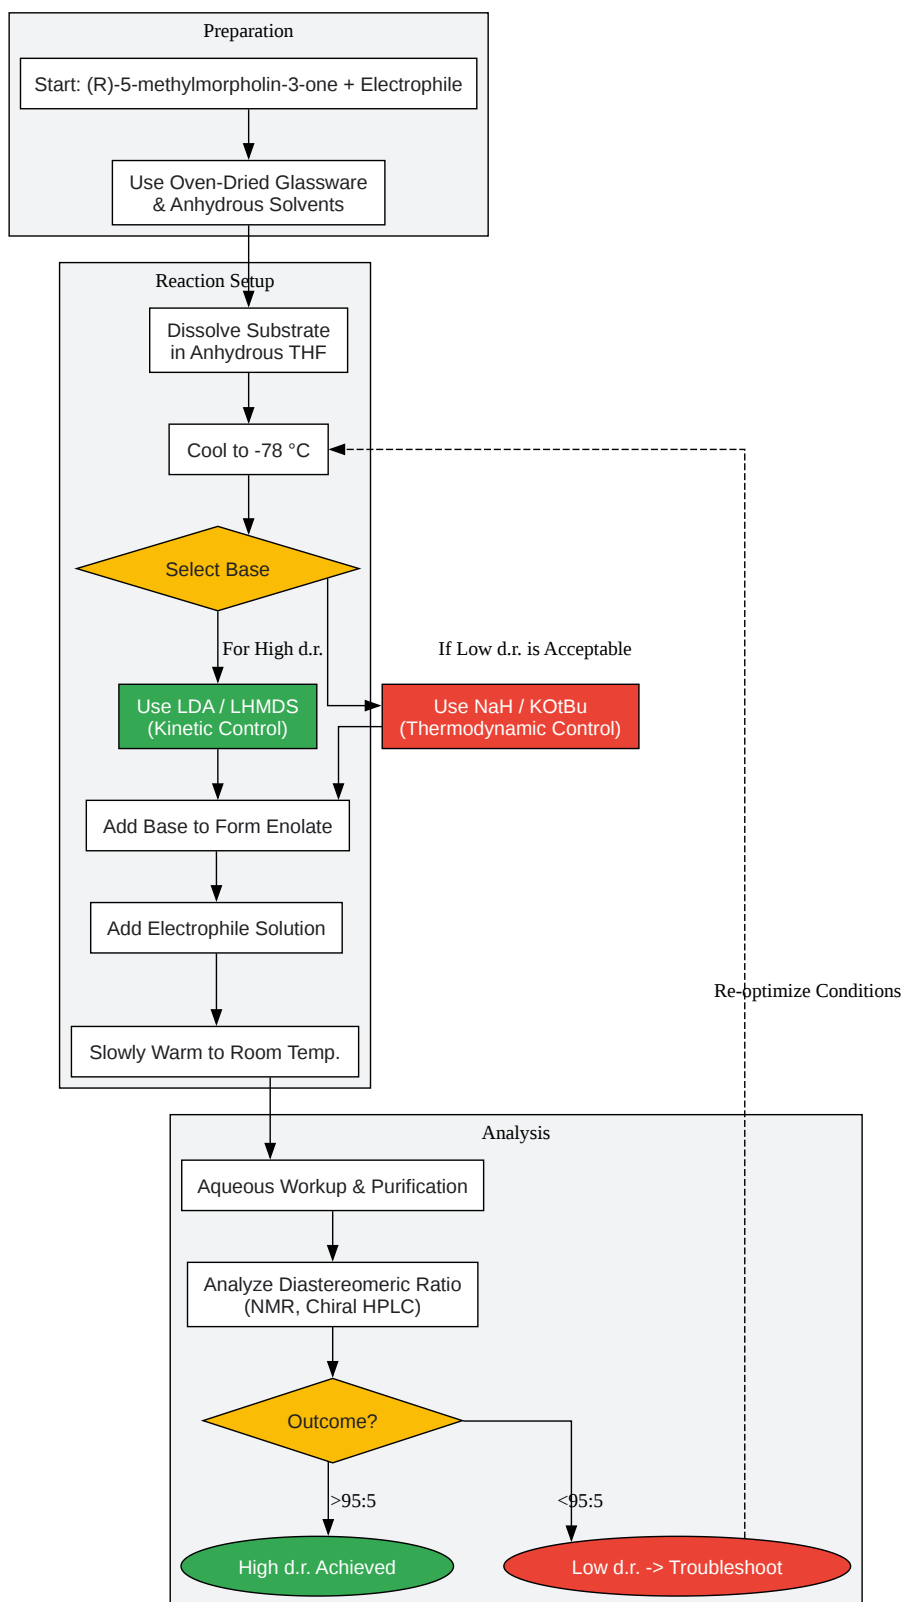 Preparation
Start: (R)-5-methylmorpholin-3-one + Electrophile
Use Oven-Dried Glassware
& Anhydrous Solvents
Reaction Setup
Dissolve Substrate
in Anhydrous THF
Cool to -78 °C
Select Base
For High d.r.
If Low d.r. is Acceptable
Use LDA / LHMDS
(Kinetic Control)
Use NaH / KOtBu
(Thermodynamic Control)
Add Base to Form Enolate
Add Electrophile Solution
Re-optimize Conditions
Slowly Warm to Room Temp.
Analysis
Aqueous Workup & Purification
Analyze Diastereomeric Ratio
(NMR, Chiral HPLC)
Outcome?
>95:5
<95:5
High d.r. Achieved
Low d.r. -> Troubleshoot